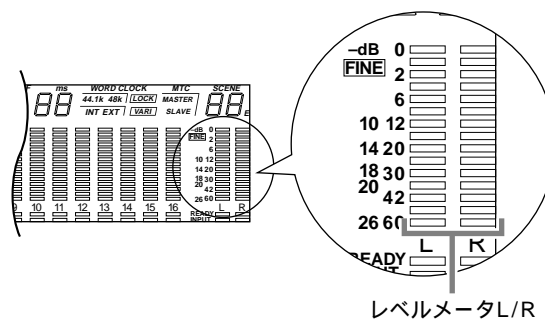 F ms WORD CLOCK MTC SCENE
88 44.1k 48k LOCK MASTER 88
INT EXT VARI SLAVE E
–dB 0
FINE 2
6
10 12
14 20
18 30
20
42
26 60
9 10 11 12 13 14 15 16 L R
READY
INPUT
–dB 0
FINE 2
6
10 12
14 20
18 30
20
42
26 60
L R
READY
レベルメータL/R